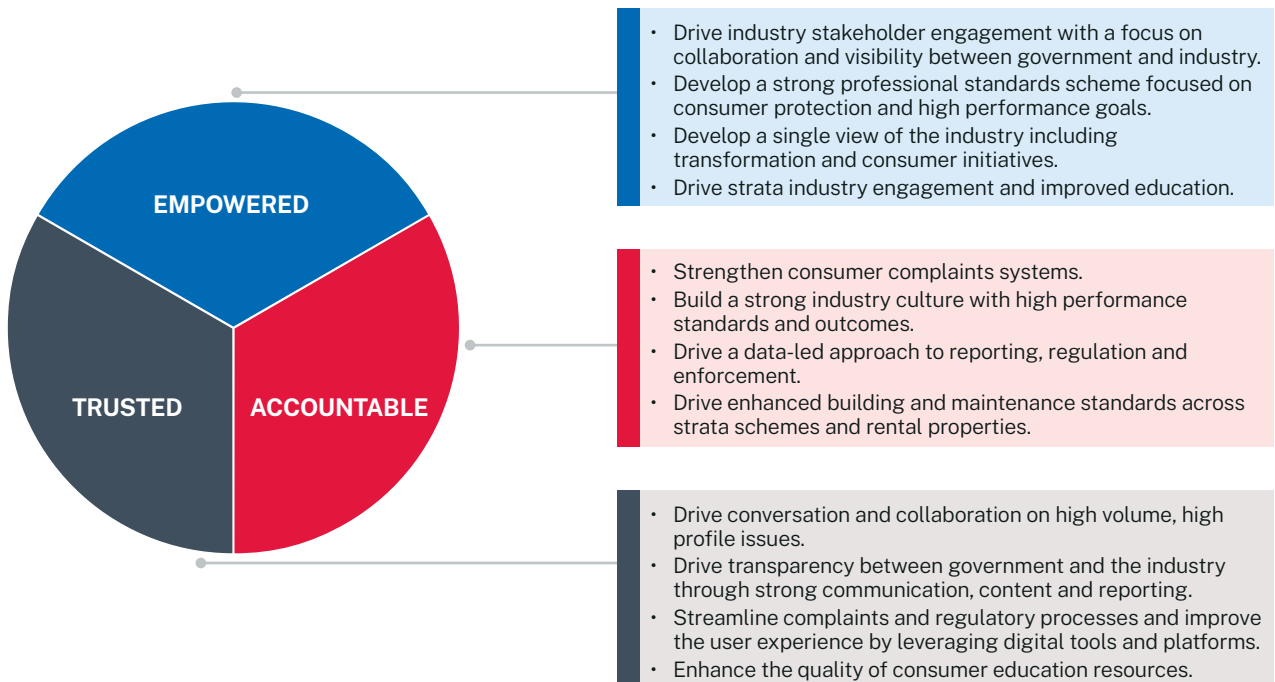 EMPOWERED
TRUSTED
ACCOUNTABLE
• Drive industry stakeholder engagement with a focus on
collaboration and visibility between government and industry.
• Develop a strong professional standards scheme focused on
consumer protection and high performance goals.
• Develop a single view of the industry including
transformation and consumer initiatives.
• Drive strata industry engagement and improved education.
• Strengthen consumer complaints systems.
• Build a strong industry culture with high performance
standards and outcomes.
• Drive a data-led approach to reporting, regulation and
enforcement.
• Drive enhanced building and maintenance standards across
strata schemes and rental properties.
• Drive conversation and collaboration on high volume, high
profile issues.
• Drive transparency between government and the industry
through strong communication, content and reporting.
• Streamline complaints and regulatory processes and improve
the user experience by leveraging digital tools and platforms.
• Enhance the quality of consumer education resources.